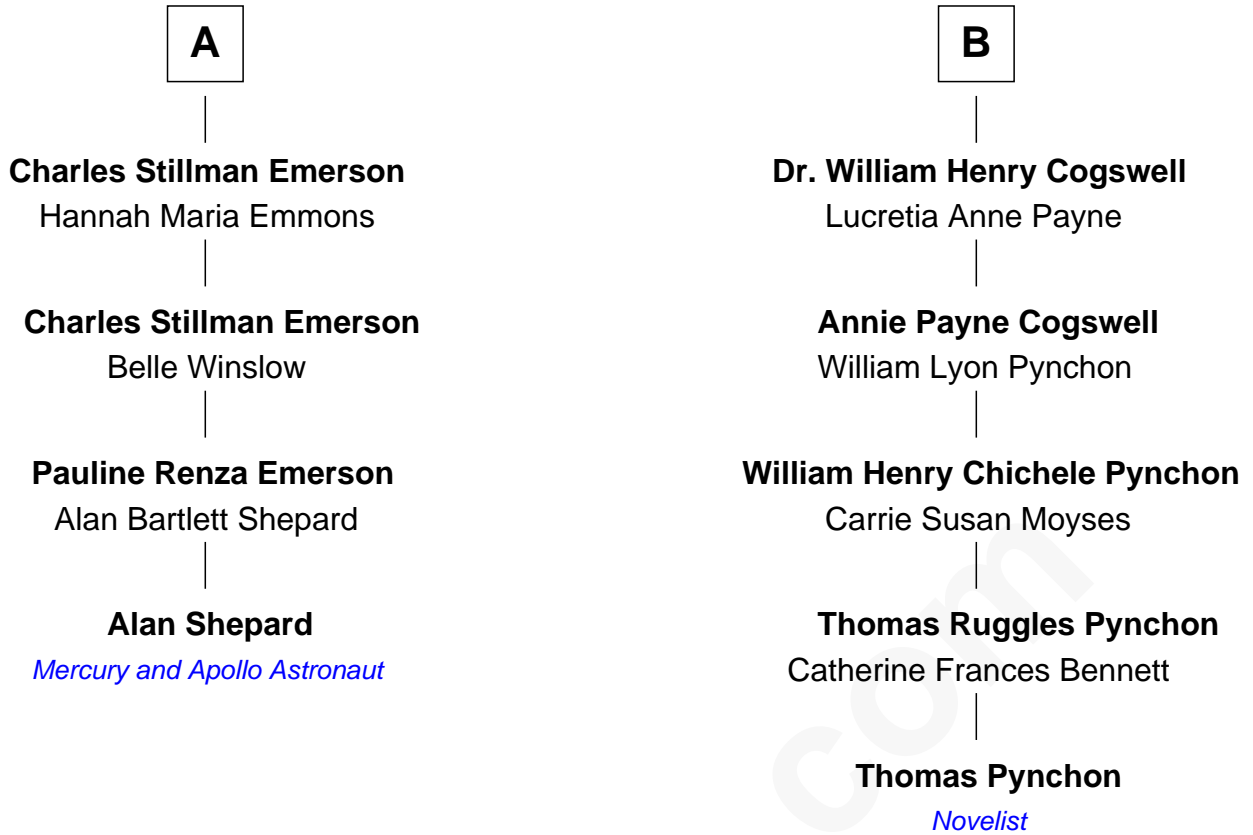 A
Charles Stillman Emerson
Hannah Maria Emmons
Charles Stillman Emerson
Belle Winslow
Pauline Renza Emerson
Alan Bartlett Shepard
Alan Shepard
Mercury and Apollo Astronaut
B
Dr. William Henry Cogswell
Lucretia Anne Payne
Annie Payne Cogswell
William Lyon Pynchon
William Henry Chichele Pynchon
Carrie Susan Moyses
Thomas Ruggles Pynchon
Catherine Frances Bennett
Thomas Pynchon
Novelist
com